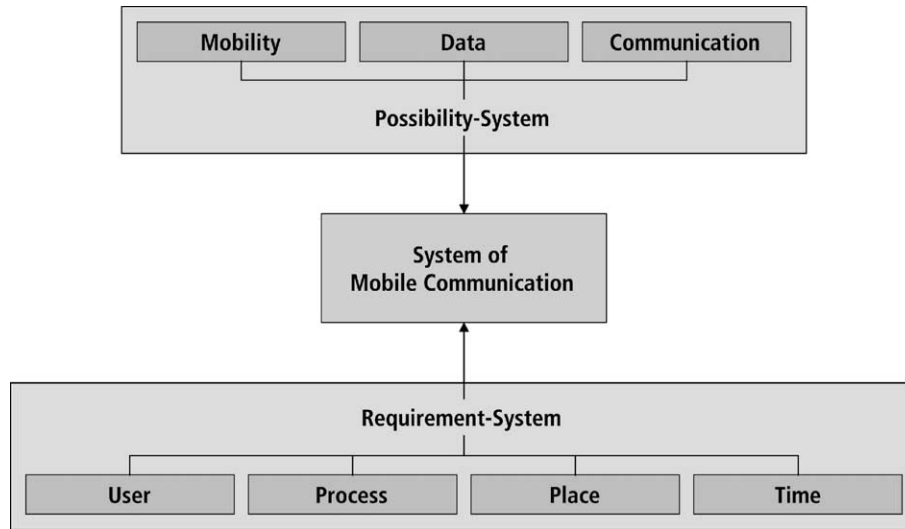 Mobility
Data
Communication
Possibility-System
System of
Mobile Communication
Requirement-System
User
Process
Place
Time